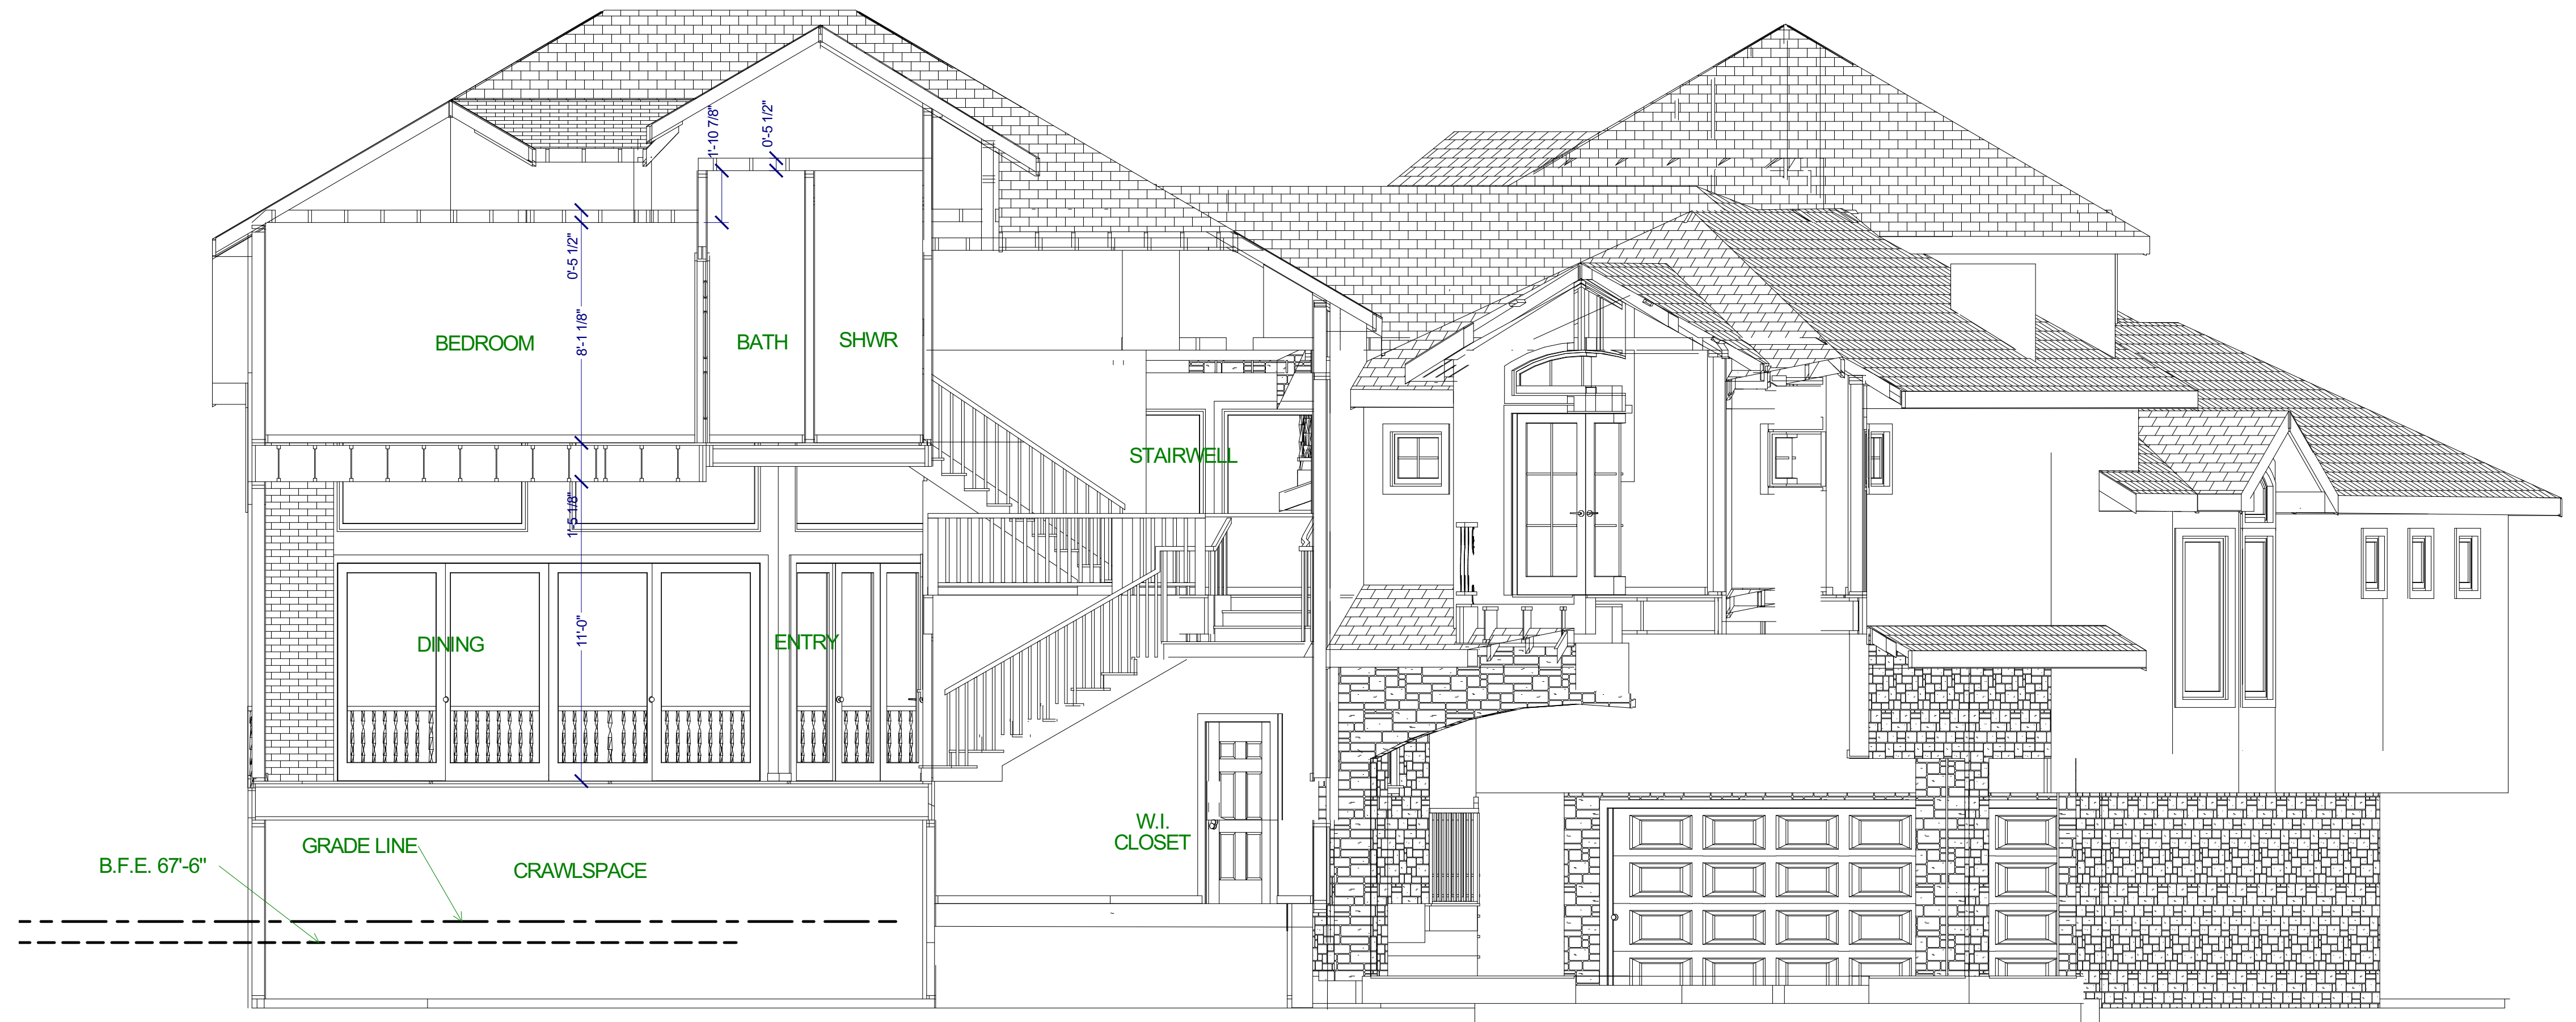 1'-10 7/8"
0'-5 1/2"
0'-5 1/2"
8'-1 1/8"
BEDROOM
BATH
SHWR
STAIRWELL
1'-5 1/8"
11'-0"
DINING
ENTRY
W.I.
CLOSET
GRADE LINE
B.F.E. 67'-6"
CRAWLSPACE